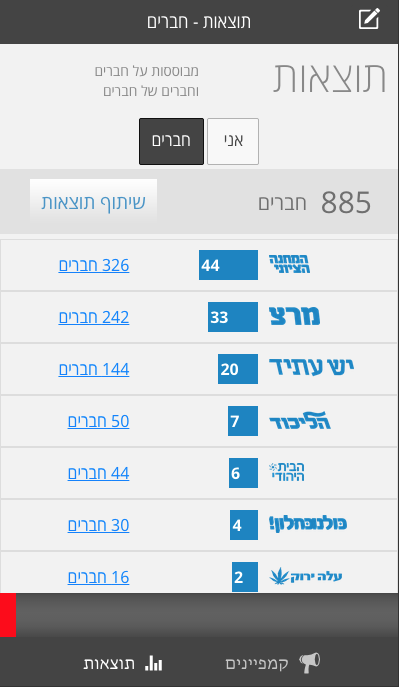 תוצאות - חברים
תוצאות
מבוססות על חברים
וחברים של חברים
אני
חברים
885 חברים
שיתוף תוצאות
המחנה
הציוני
44
326 חברים
מרצ
33
242 חברים
יש עתיד
20
144 חברים
הליכוד
7
50 חברים
הבית
היהודי
6
44 חברים
כולנוכחלון!
4
30 חברים
עלה ירוק
2
16 חברים
קמפיינים
תוצאות